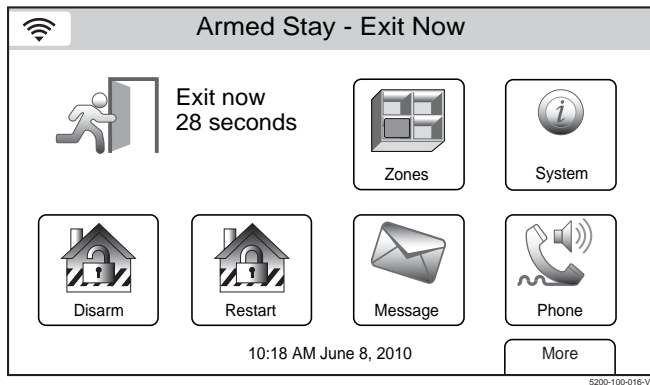 Armed Stay - Exit Now
Exit now
28 seconds
Zones
System
Disarm
Restart
Message
Phone
10:18 AM June 8, 2010
More
5200-100-016-V